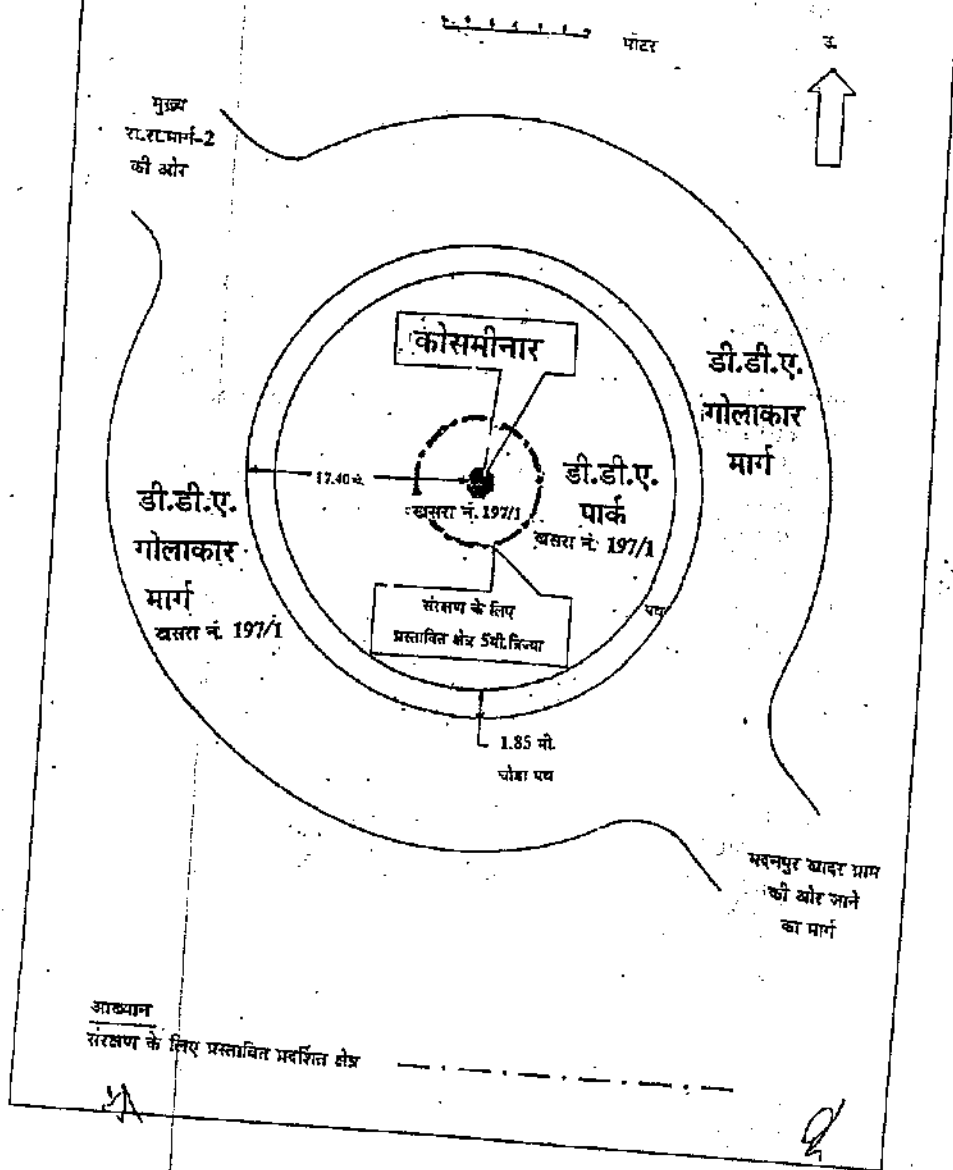 मीटर
उ.
मुख्य
रा.रा.मार्ग-2
की ओर
कोसमीनार
डी.डी.ए.
गोलाकार
मार्ग
17.40 मी.
डी.डी.ए.
पार्क
खसरा नं. 197/1
खसरा नं. 197/1
डी.डी.ए.
गोलाकार
मार्ग
खसरा नं. 197/1
संरक्षण के लिए
प्रस्तावित क्षेत्र 5मी.त्रिज्या
पथ
1.85 मी.
चौडा पथ
मदनपुर खादर ग्राम
की ओर जाने
का मार्ग
आख्यान
संरक्षण के लिए प्रस्तावित प्रदर्शित क्षेत्र